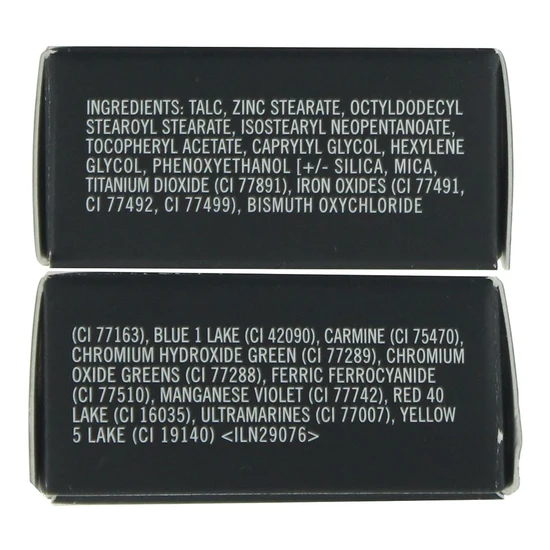 INGREDIENTS: TALC, ZINC STEARATE, OCTYLDODECYL
STEAROYL STEARATE, ISOSTEARYL NEOPENTANOATE,
TOCOPHERYL ACETATE, CAPRYLYL GLYCOL, HEXYLENE
GLYCOL, PHENOXYETHANOL [+/- SILICA, MICA,
TITANIUM DIOXIDE (CI 77891), IRON OXIDES (CI 77491,
CI 77492, CI 77499), BISMUTH OXYCHLORIDE
(CI 77163), BLUE 1 LAKE (CI 42090), CARMINE (CI 75470),
CHROMIUM HYDROXIDE GREEN (CI 77289), CHROMIUM
OXIDE GREENS (CI 77288), FERRIC FERROCYANIDE
(CI 77510), MANGANESE VIOLET (CI 77742), RED 40
LAKE (CI 16035), ULTRAMARINES (CI 77007), YELLOW
5 LAKE (CI 19140) <ILN29076>